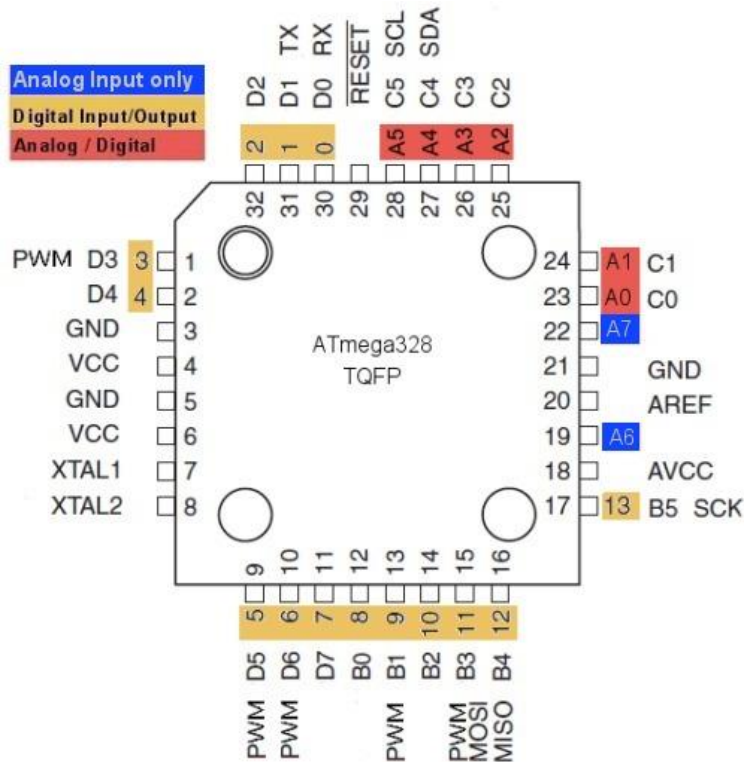 Analog Input only
Digital Input/Output
Analog / Digital
D2
D1 TX
D0 RX
RESET
C5 SCL
C4 SDA
C3
C2
2 1 0 A5 A4 A3 A2
32 31 30 29 28 27 26 25
PWM D3 3 1
D4 4 2
GND 3
VCC 4
GND 5
VCC 6
XTAL1 7
XTAL2 8
ATmega328
TQFP
24 A1 C1
23 A0 C0
22 A7
21 GND
20 AREF
19 A6
18 AVCC
17 13 B5 SCK
9 10 11 12 13 14 15 16
5 6 7 8 9 10 11 12
PWM D5
PWM D6
D7
B0
PWM B1
B2
PWM B3
MOSI
MISO B4